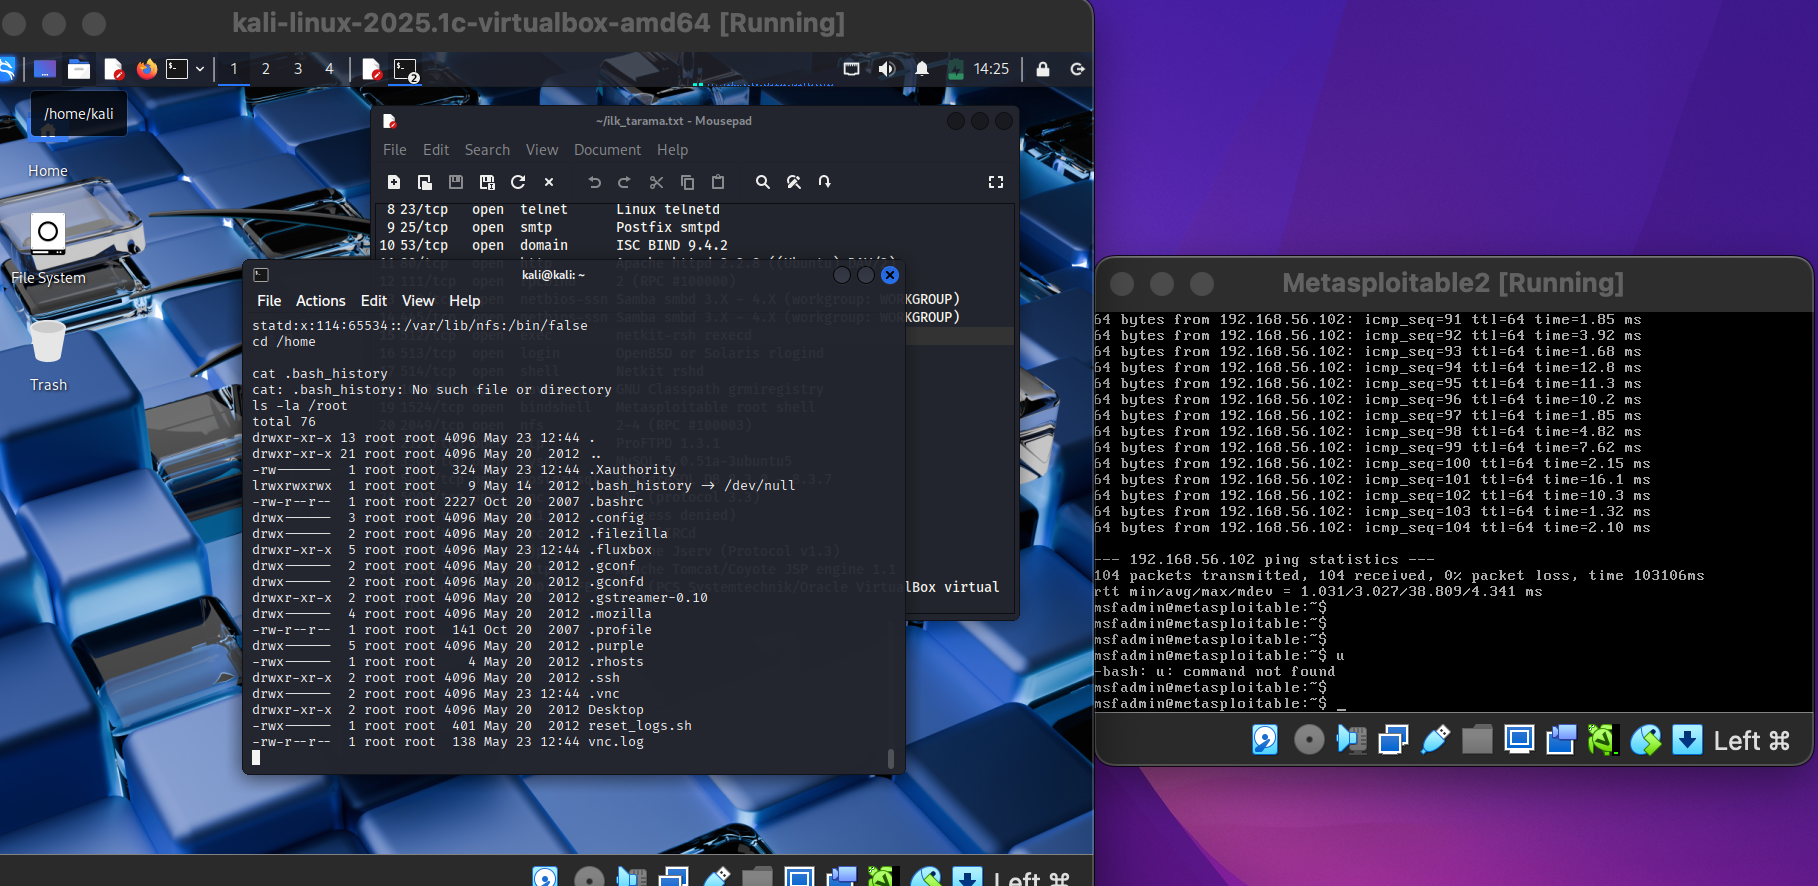 kali-linux-2025.1c-virtualbox-amd64 [Running]
1 2 3 4
2
14:25
/home/kali
Home
File System
Trash
~/ilk_tarama.txt - Mousepad
File Edit Search View Document Help
8 23/tcp open telnet Linux telnetd
9 25/tcp open smtp Postfix smtpd
10 53/tcp open domain ISC BIND 9.4.2
kali@kali: ~
File Actions Edit View Help
statd:x:114:65534::/var/lib/nfs:/bin/false
cd /home
cat .bash_history
cat: .bash_history: No such file or directory
ls -la /root
total 76
drwxr-xr-x 13 root root 4096 May 23 12:44 .
drwxr-xr-x 21 root root 4096 May 20 2012 ..
-rw------- 1 root root 324 May 23 12:44 .Xauthority
lrwxrwxrwx 1 root root 9 May 14 2012 .bash_history -> /dev/null
-rw-r--r-- 1 root root 2227 Oct 20 2007 .bashrc
drwx------ 3 root root 4096 May 20 2012 .config
drwx------ 2 root root 4096 May 20 2012 .filezilla
drwxr-xr-x 5 root root 4096 May 23 12:44 .fluxbox
drwx------ 2 root root 4096 May 20 2012 .gconf
drwx------ 2 root root 4096 May 20 2012 .gconfd
drwxr-xr-x 2 root root 4096 May 20 2012 .gstreamer-0.10
drwx------ 4 root root 4096 May 20 2012 .mozilla
-rw-r--r-- 1 root root 141 Oct 20 2007 .profile
drwx------ 5 root root 4096 May 20 2012 .purple
-rwx------ 1 root root 4 May 20 2012 .rhosts
drwxr-xr-x 2 root root 4096 May 20 2012 .ssh
drwx------ 2 root root 4096 May 23 12:44 .vnc
drwxr-xr-x 2 root root 4096 May 20 2012 Desktop
-rwx------ 1 root root 401 May 20 2012 reset_logs.sh
-rw-r--r-- 1 root root 138 May 23 12:44 vnc.log
KGROUP)
KGROUP)
lBox virtual
Left ⌘
Metasploitable2 [Running]
64 bytes from 192.168.56.102: icmp_seq=91 ttl=64 time=1.85 ms
64 bytes from 192.168.56.102: icmp_seq=92 ttl=64 time=3.92 ms
64 bytes from 192.168.56.102: icmp_seq=93 ttl=64 time=1.68 ms
64 bytes from 192.168.56.102: icmp_seq=94 ttl=64 time=12.8 ms
64 bytes from 192.168.56.102: icmp_seq=95 ttl=64 time=11.3 ms
64 bytes from 192.168.56.102: icmp_seq=96 ttl=64 time=10.2 ms
64 bytes from 192.168.56.102: icmp_seq=97 ttl=64 time=1.85 ms
64 bytes from 192.168.56.102: icmp_seq=98 ttl=64 time=4.82 ms
64 bytes from 192.168.56.102: icmp_seq=99 ttl=64 time=7.62 ms
64 bytes from 192.168.56.102: icmp_seq=100 ttl=64 time=2.15 ms
64 bytes from 192.168.56.102: icmp_seq=101 ttl=64 time=16.1 ms
64 bytes from 192.168.56.102: icmp_seq=102 ttl=64 time=10.3 ms
64 bytes from 192.168.56.102: icmp_seq=103 ttl=64 time=1.32 ms
64 bytes from 192.168.56.102: icmp_seq=104 ttl=64 time=2.10 ms
--- 192.168.56.102 ping statistics ---
104 packets transmitted, 104 received, 0% packet loss, time 103106ms
rtt min/avg/max/mdev = 1.031/3.027/38.809/4.341 ms
msfadmin@metasploitable:~$
msfadmin@metasploitable:~$
msfadmin@metasploitable:~$
msfadmin@metasploitable:~$ u
-bash: u: command not found
msfadmin@metasploitable:~$
msfadmin@metasploitable:~$ _
Left ⌘